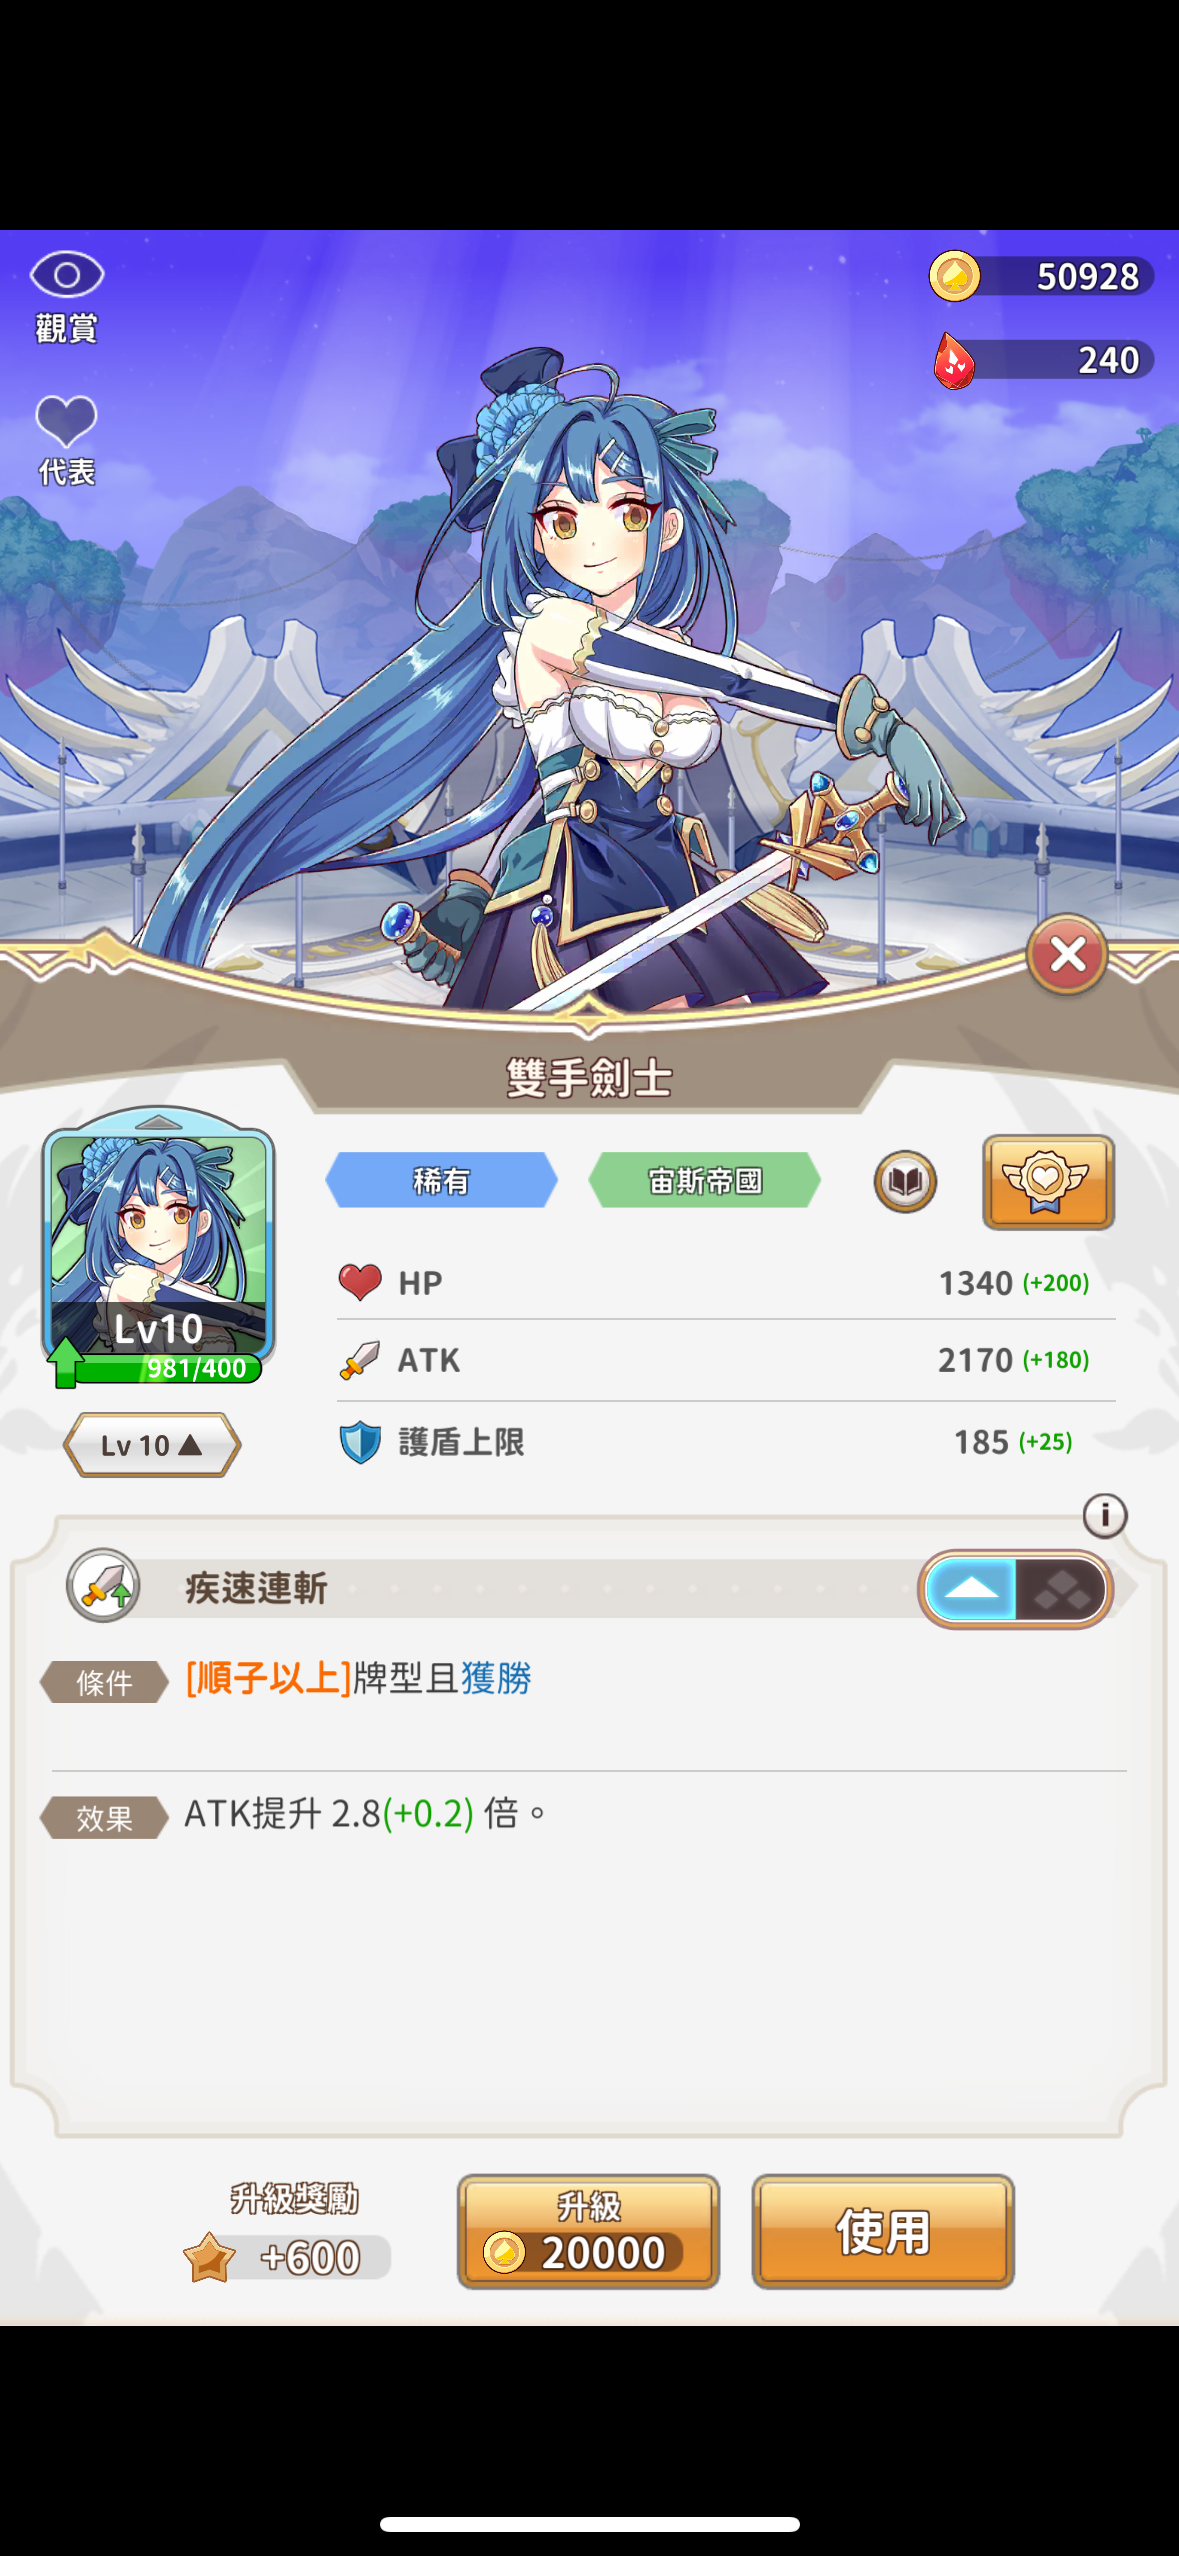 觀賞
50928
240
代表
雙手劍士
稀有
宙斯帝國
HP
1340 (+200)
Lv10
981/400
ATK
2170 (+180)
Lv 10 ▲
護盾上限
185 (+25)
i
疾速連斬
條件
[順子以上]牌型且獲勝
效果
ATK提升 2.8(+0.2) 倍。
升級獎勵
+600
升級
20000
使用